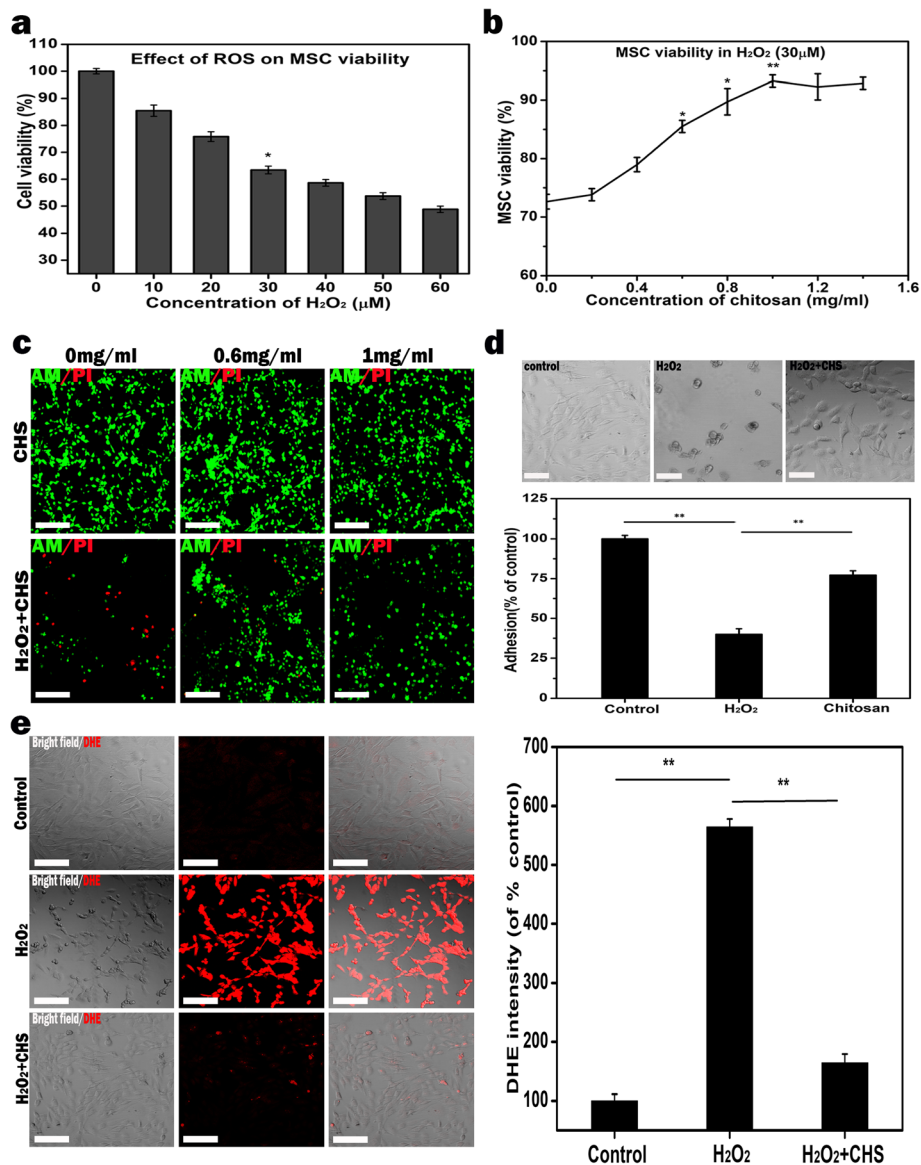 a
Effect of ROS on MSC viability
Cell viability (%)
110
100
90
80
70
60
50
40
30
0 10 20 30 40 50 60
*
Concentration of H₂O₂ (μM)
b
MSC viability in H₂O₂ (30μM)
MSC viability (%)
100
90
80
70
60
* * **
0.0 0.4 0.8 1.2 1.6
Concentration of chitosan (mg/ml)
c
0mg/ml 0.6mg/ml 1mg/ml
CHS
AM/PI AM/PI AM/PI
H₂O₂+CHS
AM/PI AM/PI AM/PI
d
control H₂O₂ H₂O₂+CHS
Adhesion(% of control)
125
100
75
50
25
0
** **
Control H₂O₂ Chitosan
e
Control
Bright field/DHE
H₂O₂
Bright field/DHE
H₂O₂+CHS
Bright field/DHE
DHE intensity (of % control)
700
600
500
400
300
200
100
** **
Control H₂O₂ H₂O₂+CHS